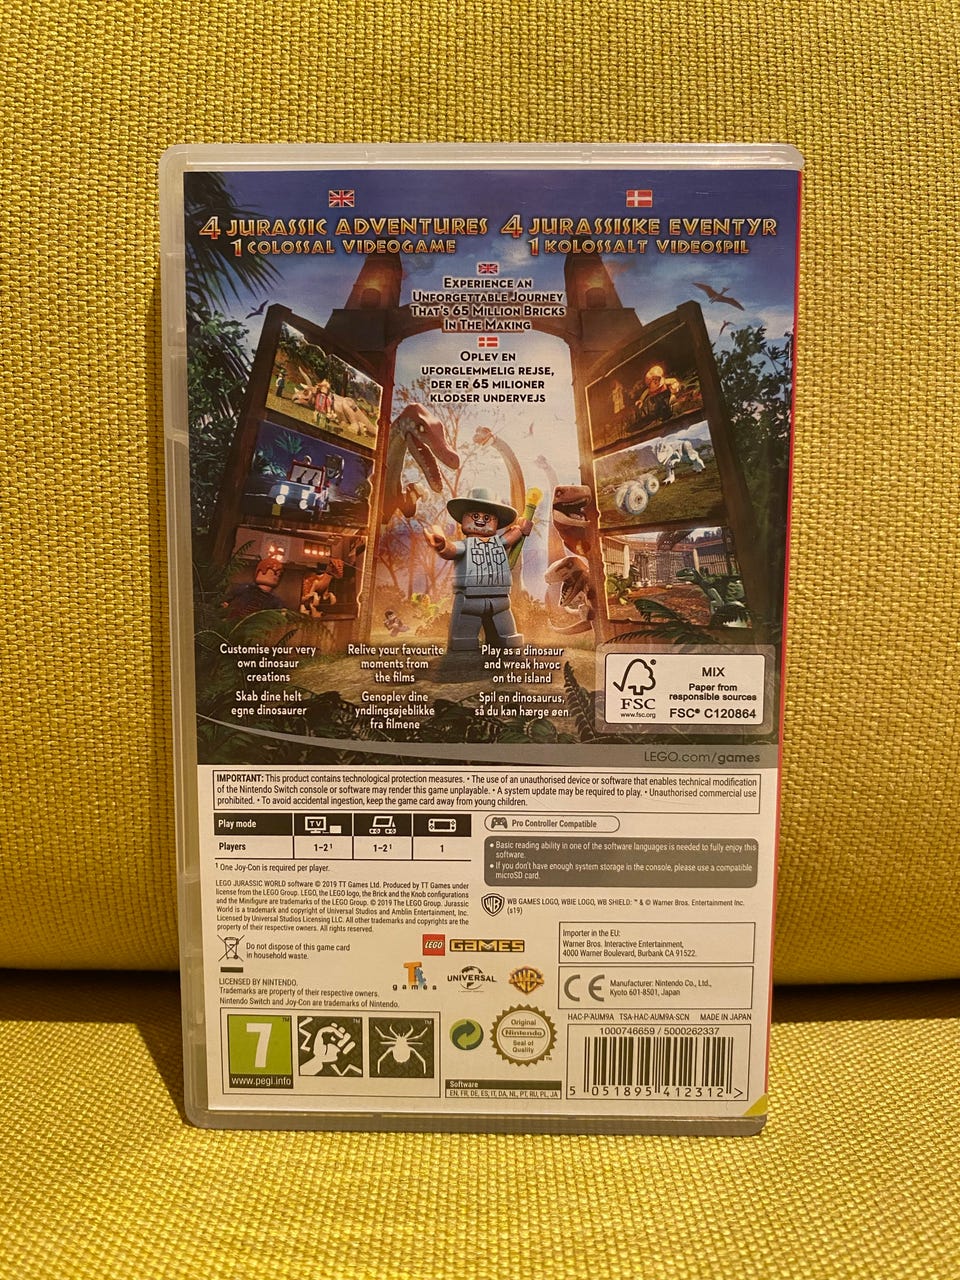 4 JURASSIC ADVENTURES
1 COLOSSAL VIDEOGAME
4 JURASSISKE EVENTYR
1 KOLOSSALT VIDEOSPIL
EXPERIENCE AN
UNFORGETTABLE JOURNEY
THAT'S 65 MILLION BRICKS
IN THE MAKING
OPLEV EN
UFORGLEMMELIG REJSE,
DER ER 65 MILIONER
KLODSER UNDERVEJS
Customise your very
own dinosaur
creations
Skab dine helt
egne dinosaurer
Relive your favourite
moments from
the films
Genoplev dine
yndlingsøjeblikke
fra filmene
Play as a dinosaur
and wreak havoc
on the island
Spil en dinosaurus,
så du kan hærge øen.
FSC
www.fsc.org
MIX
Paper from
responsible sources
FSC® C120864
LEGO.com/games
IMPORTANT: This product contains technological protection measures. • The use of an unauthorised device or software that enables technical modification
of the Nintendo Switch console or software may render this game unplayable. • A system update may be required to play. • Unauthorised commercial use
prohibited. • To avoid accidental ingestion, keep the game card away from young children.
Play mode
TV
Players
1–2¹
1–2¹
1
¹ One Joy-Con is required per player.
Pro Controller Compatible
• Basic reading ability in one of the software languages is needed to fully enjoy this
software.
• If you don't have enough system storage in the console, please use a compatible
microSD card.
LEGO JURASSIC WORLD software © 2019 TT Games Ltd. Produced by TT Games under
license from the LEGO Group. LEGO, the LEGO logo, the Brick and the Knob configurations
and the Minifigure are trademarks of the LEGO Group. © 2019 The LEGO Group. Jurassic
World is a trademark and copyright of Universal Studios and Amblin Entertainment, Inc.
Licensed by Universal Studios Licensing LLC. All other trademarks and copyrights are the
property of their respective owners. All rights reserved.
WB GAMES LOGO, WBIE LOGO, WB SHIELD: ™ & © Warner Bros. Entertainment Inc.
(s19)
Do not dispose of this game card
in household waste.
LEGO GAMES
Importer in the EU:
Warner Bros. Interactive Entertainment,
4000 Warner Boulevard, Burbank CA 91522.
LICENSED BY NINTENDO.
Trademarks are property of their respective owners.
Nintendo Switch and Joy-Con are trademarks of Nintendo.
Tt
games
UNIVERSAL
CE
Manufacturer: Nintendo Co., Ltd.,
Kyoto 601-8501, Japan
HAC-P-AUM9A TSA-HAC-AUM9A-SCN MADE IN JAPAN
7
www.pegi.info
Original
Nintendo
Seal of
Quality
Software
EN, FR, DE, ES, IT, DA, NL, PT, RU, PL, JA
1000746659 / 5000262337
5 051895 412312 >